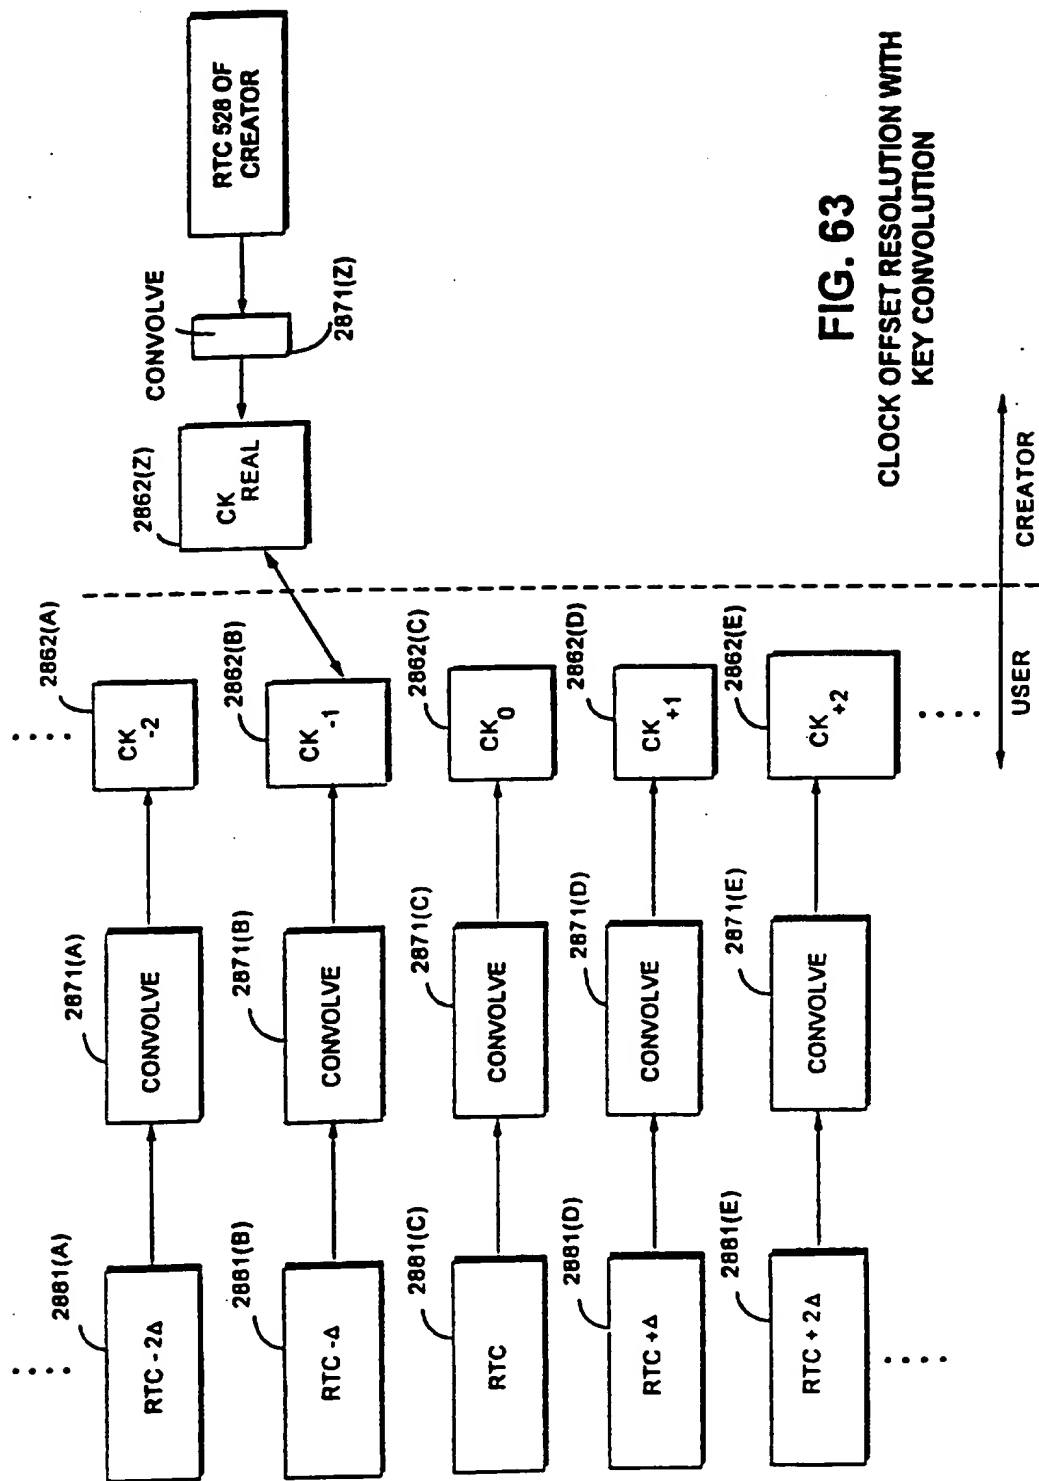 2881(A)
RTC - 2Δ
2871(A)
CONVOLVE
2862(A)
CK -2
2881(B)
RTC -Δ
2871(B)
CONVOLVE
2862(B)
CK -1
2881(C)
RTC
2871(C)
CONVOLVE
2862(C)
CK 0
2881(D)
RTC +Δ
2871(D)
CONVOLVE
2862(D)
CK +1
2881(E)
RTC + 2Δ
2871(E)
CONVOLVE
2862(E)
CK +2
2862(Z)
CK REAL
CONVOLVE
2871(Z)
RTC 528 OF
CREATOR
USER
CREATOR
FIG. 63
CLOCK OFFSET RESOLUTION WITH
KEY CONVOLUTION